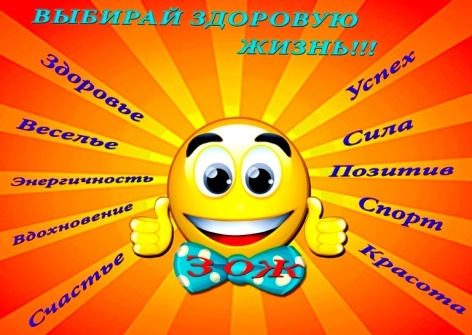 ВЫБИРАЙ ЗДОРОВУЮ
ЖИЗНЬ!!!
Здоровье
Веселье
Энергичность
Вдохновение
Счастье
Успех
Сила
Позитив
Спорт
Красота
ЗОЖ